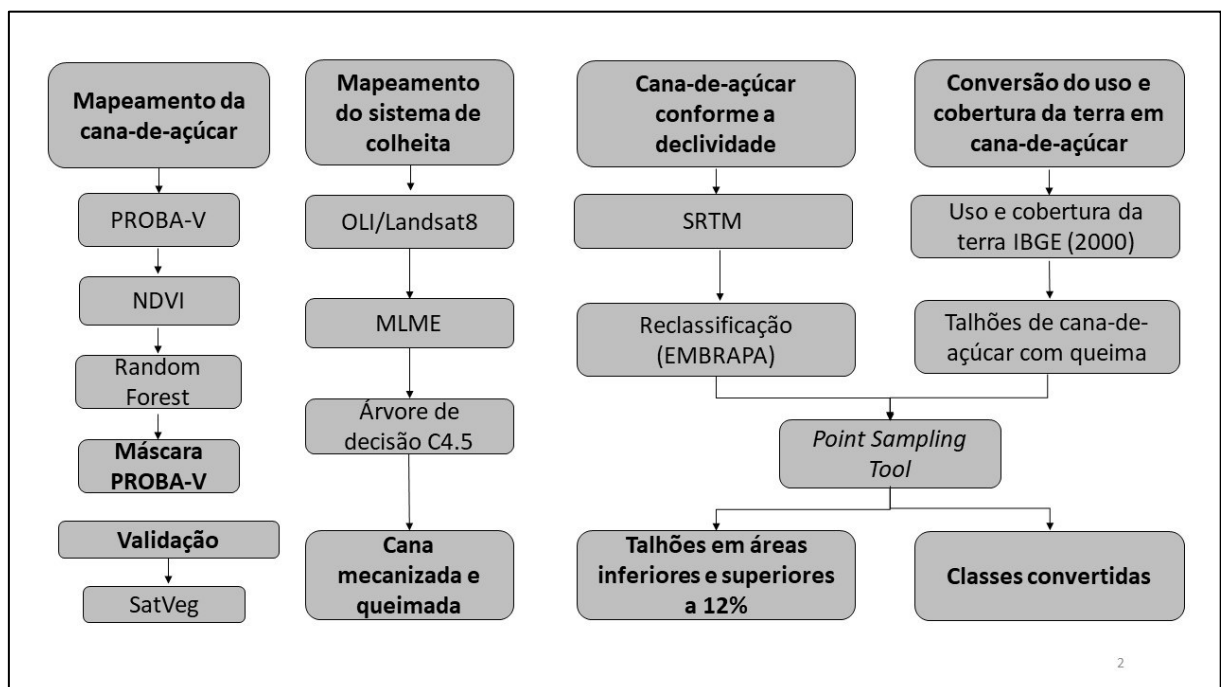 Mapeamento da
cana-de-açúcar
PROBA-V
NDVI
Random
Forest
Máscara
PROBA-V
Validação
SatVeg
Mapeamento
do sistema de
colheita
OLI/Landsat8
MLME
Árvore de
decisão C4.5
Cana
mecanizada e
queimada
Cana-de-açúcar
conforme a
declividade
SRTM
Reclassificação
(EMBRAPA)
Conversão do uso e
cobertura da terra em
cana-de-açúcar
Uso e cobertura da
terra IBGE (2000)
Talhões de cana-de-
açúcar com queima
Point Sampling
Tool
Talhões em áreas
inferiores e superiores
a 12%
Classes convertidas
2